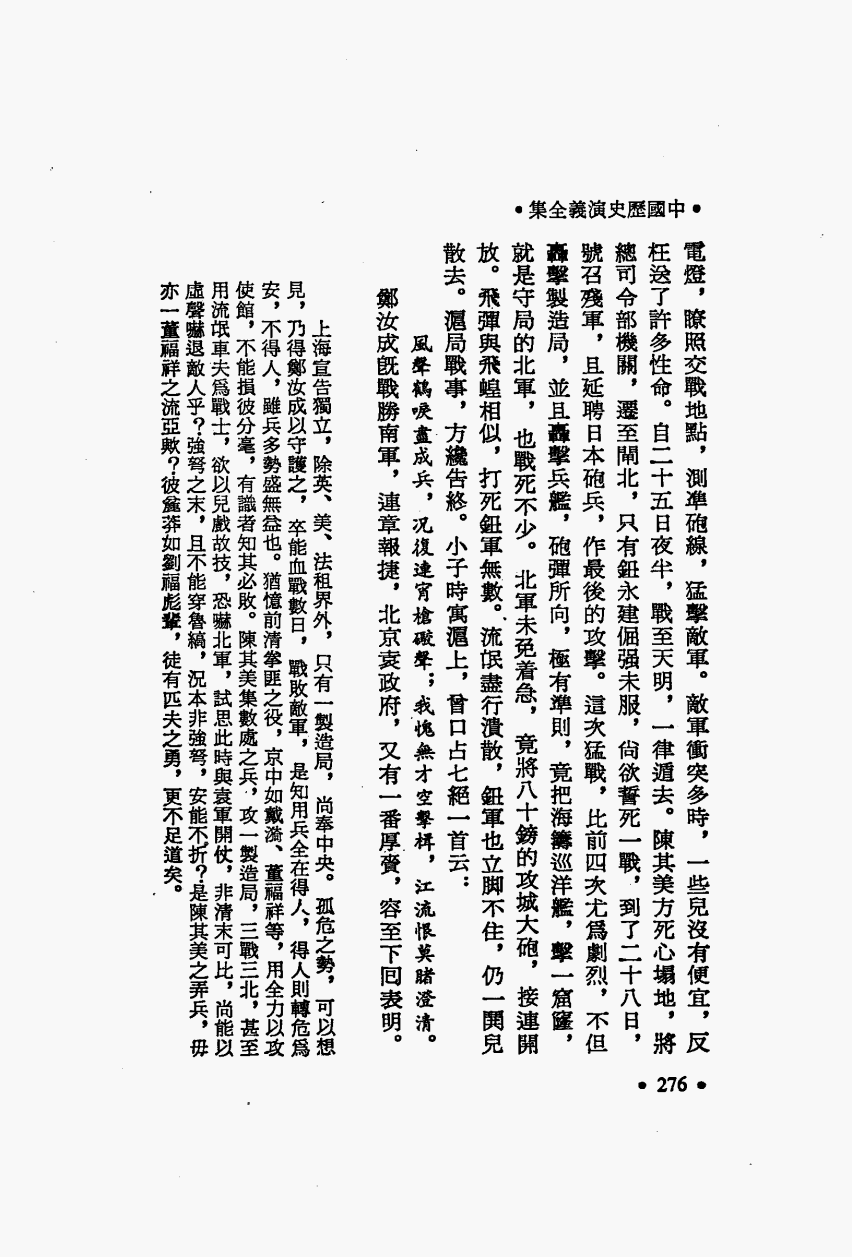 •中國歷史演義全集•
電燈，瞭照交戰地點，測準砲線，猛擊敵軍。敵軍衝突多時，一些兒沒有便宜，反
枉送了許多性命。自二十五日夜半，戰至天明，一律遁去。陳其美方死心塌地，將
總司令部機關，遷至閘北，只有鈕永建倔强未服，尙欲誓死一戰，到了二十八日，
號召殘軍，且延聘日本砲兵，作最後的攻擊。這次猛戰，比前四次尤爲劇烈，不但
轟擊製造局，並且轟擊兵艦，砲彈所向，極有準則，竟把海籌巡洋艦，擊一窟窿，
就是守局的北軍，也戰死不少。北軍未免着急，竟將八十鎊的攻城大砲，接連開
放。飛彈與飛蝗相似，打死鈕軍無數。流氓盡行潰散，鈕軍也立脚不住，仍一鬨兒
散去。滬局戰事，方纔告終。小子時寓滬上，曾口占七絕一首云：
風聲鶴唳盡成兵，况復連宵槍礮聲；我愧無才空擊楫，江流恨莫睹澄清。
鄭汝成旣戰勝南軍，連章報捷，北京袁政府，又有一番厚賚，容至下回表明。
上海宣告獨立，除英、美、法租界外，只有一製造局，尚奉中央。孤危之勢，可以想
見，乃得鄭汝成以守護之，卒能血戰數日，戰敗敵軍，是知用兵全在得人，得人則轉危爲
安，不得人，雖兵多勢盛無益也。猶憶前清拳匪之役，京中如戴漪、董福祥等，用全力以攻
使館，不能損彼分毫，有識者知其必敗。陳其美集數處之兵，攻一製造局，三戰三北，甚至
用流氓車夫爲戰士，欲以兒戲故技，恐嚇北軍，試思此時與袁軍開仗，非清末可比，尚能以
虛聲嚇退敵人乎？強弩之末，且不能穿魯縞，況本非強弩，安能不折？是陳其美之弄兵，毋
亦一董福祥之流亞歟？彼麄莽如劉福彪輩，徒有匹夫之勇，更不足道矣。
•276•